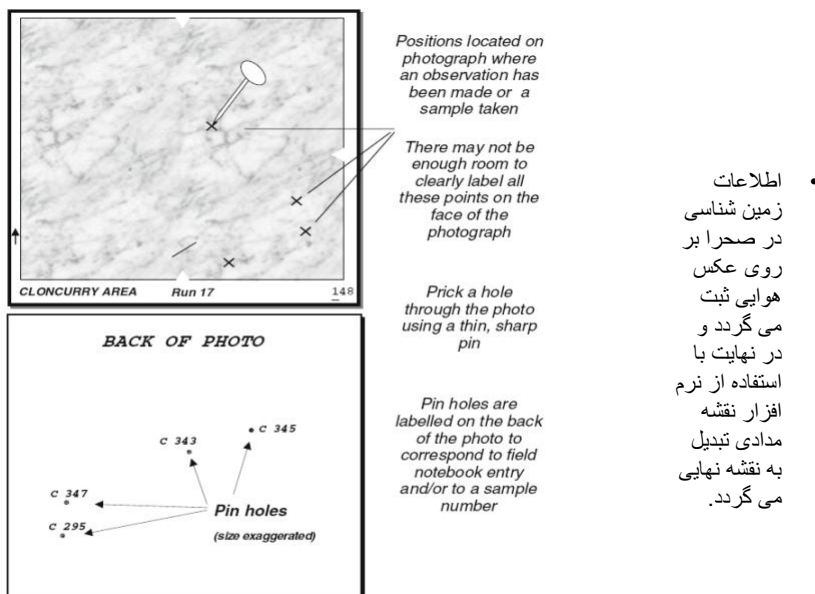 Positions located on
photograph where
an observation has
been made or a
sample taken
There may not be
enough room to
clearly label all
these points on the
face of the
photograph
CLONCURRY AREA Run 17 148
Prick a hole
through the photo
using a thin, sharp
pin
BACK OF PHOTO
C 345
C 343
C 347
C 295
Pin holes
(size exaggerated)
Pin holes are
labelled on the back
of the photo to
correspond to field
notebook entry
and/or to a sample
number
• اطلاعات
زمین شناسی
در صحرا بر
روی عکس
هوایی ثبت
می گردد و
در نهایت با
استفاده از نرم
افزار نقشه
مدادی تبدیل
به نقشه نهایی
می گردد.